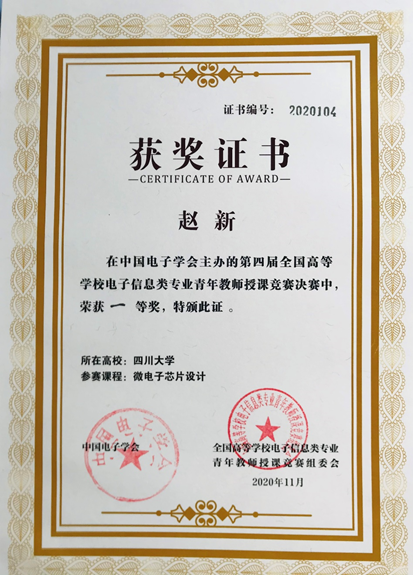 证书编号： 2020104
获奖证书
—CERTIFICATE OF AWARD—
赵新
在中国电子学会主办的第四届全国高等
学校电子信息类专业青年教师授课竞赛决赛中，
荣获 一 等奖，特颁此证。
所在高校：四川大学
参赛课程：微电子芯片设计
中国电子学会
中国电子学会
全国高等学校电子信息类专业
青年教师授课竞赛组委会
2020年11月